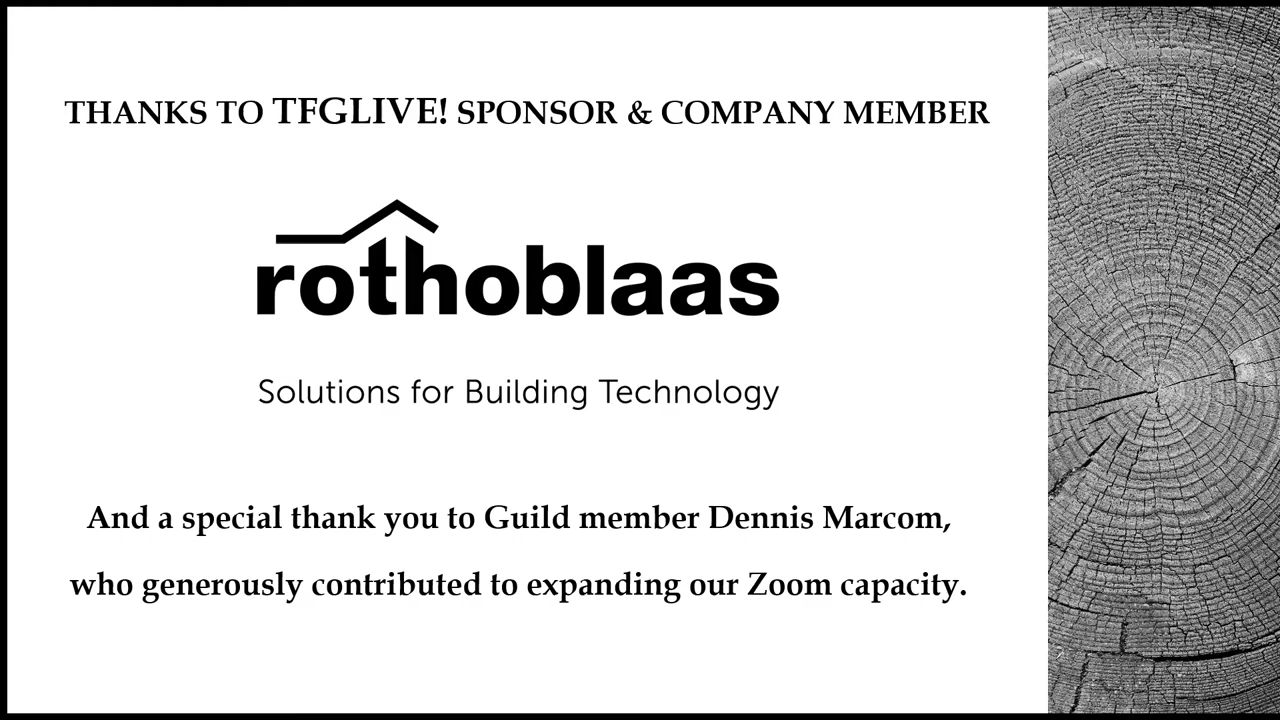 THANKS TO TFGLIVE! SPONSOR & COMPANY MEMBER
rothoblaas
Solutions for Building Technology
And a special thank you to Guild member Dennis Marcom,
who generously contributed to expanding our Zoom capacity.